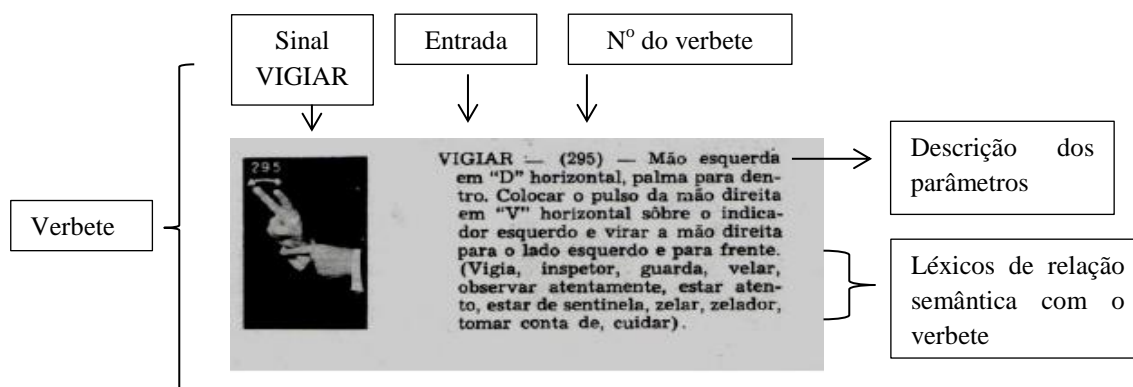 Sinal
VIGIAR
Entrada
Nº do verbete
Verbete
295
VIGIAR — (295) — Mão esquerda
em “D” horizontal, palma para den-
tro. Colocar o pulso da mão direita
em “V” horizontal sôbre o indica-
dor esquerdo e virar a mão direita
para o lado esquerdo e para frente.
(Vigia, inspetor, guarda, velar,
observar atentamente, estar aten-
to, estar de sentinela, zelar, zelador,
tomar conta de, cuidar).
Descrição dos
parâmetros
Léxicos de relação
semântica com o
verbete